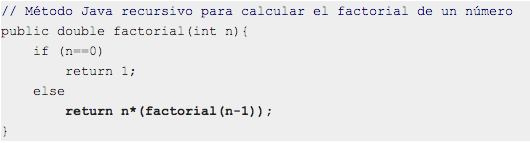 // Método Java recursivo para calcular el factorial de un número
public double factorial(int n){
    if (n==0)
        return 1;
    else
        return n*(factorial(n-1));
}